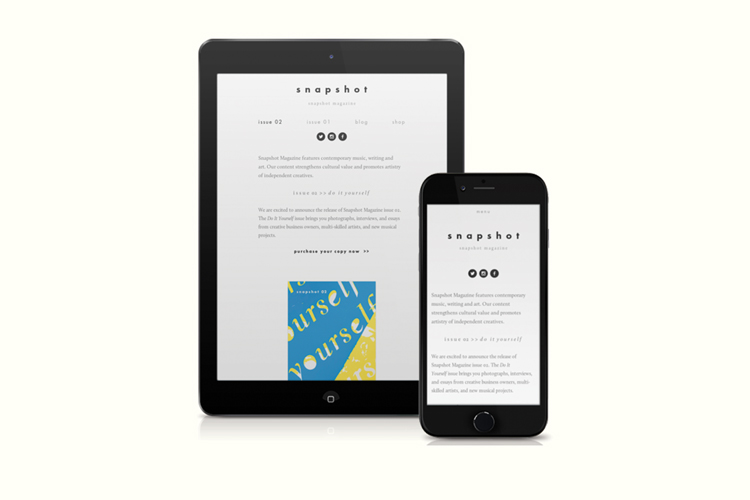 snapshot
snapshot magazine
issue 02 issue 01 blog shop
Snapshot Magazine features contemporary music, writing and
art. Our content strengthens cultural value and promotes artistry
of independent creatives.
issue 02 >> do it yourself
We are excited to announce the release of Snapshot Magazine issue 02.
The Do It Yourself issue brings you photographs, interviews, and essays
from creative business owners, multi-skilled artists, and new musical
projects.
purchase your copy now >>
snapshot 02
yourself
yourself
menu
snapshot
snapshot magazine
Snapshot Magazine features contemporary
music, writing and art. Our content
strengthens cultural value and promotes
artistry of independent creatives.
issue 02 >> do it yourself
We are excited to announce the release of
Snapshot Magazine issue 02. The Do It
Yourself issue brings you photographs, interviews,
and essays from creative business owners, multi-
skilled artists, and new musical projects.